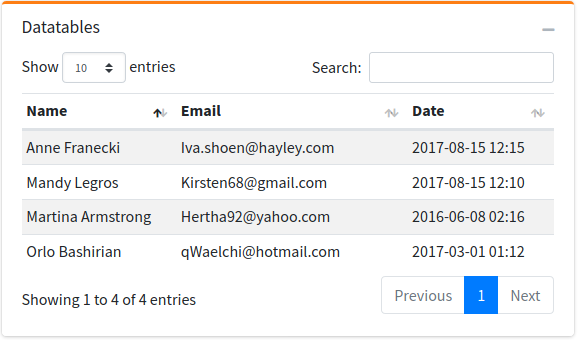 Datatables
Show 10 entries Search:
Name Email Date
Anne Franecki Iva.shoen@hayley.com 2017-08-15 12:15
Mandy Legros Kirsten68@gmail.com 2017-08-15 12:10
Martina Armstrong Hertha92@yahoo.com 2016-06-08 02:16
Orlo Bashirian qWaelchi@hotmail.com 2017-03-01 01:12
Showing 1 to 4 of 4 entries Previous 1 Next